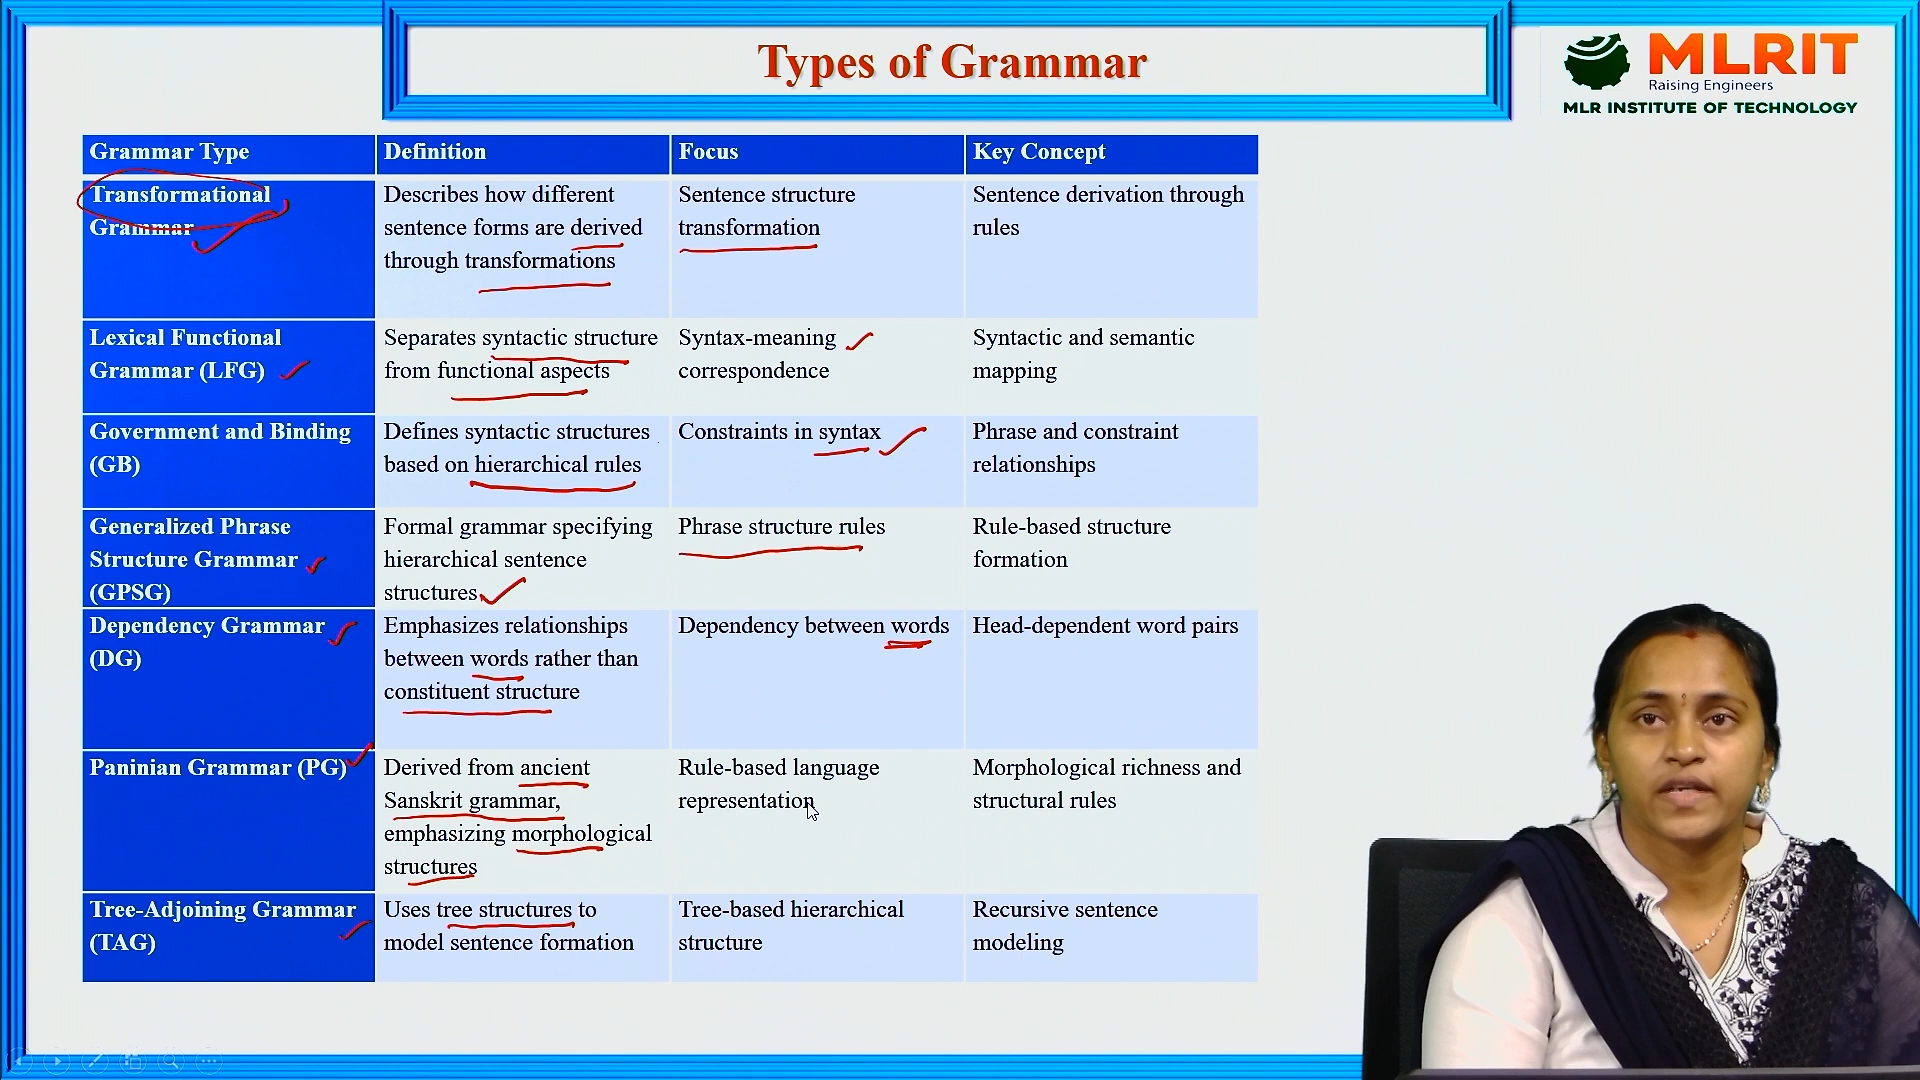 Types of Grammar
MLRIT
Raising Engineers
MLR INSTITUTE OF TECHNOLOGY
Grammar Type
Definition
Focus
Key Concept
Transformational
Grammar
Describes how different
sentence forms are derived
through transformations
Sentence structure
transformation
Sentence derivation through
rules
Lexical Functional
Grammar (LFG)
Separates syntactic structure
from functional aspects
Syntax-meaning
correspondence
Syntactic and semantic
mapping
Government and Binding
(GB)
Defines syntactic structures
based on hierarchical rules
Constraints in syntax
Phrase and constraint
relationships
Generalized Phrase
Structure Grammar
(GPSG)
Formal grammar specifying
hierarchical sentence
structures
Phrase structure rules
Rule-based structure
formation
Dependency Grammar
(DG)
Emphasizes relationships
between words rather than
constituent structure
Dependency between words
Head-dependent word pairs
Paninian Grammar (PG)
Derived from ancient
Sanskrit grammar,
emphasizing morphological
structures
Rule-based language
representation
Morphological richness and
structural rules
Tree-Adjoining Grammar
(TAG)
Uses tree structures to
model sentence formation
Tree-based hierarchical
structure
Recursive sentence
modeling